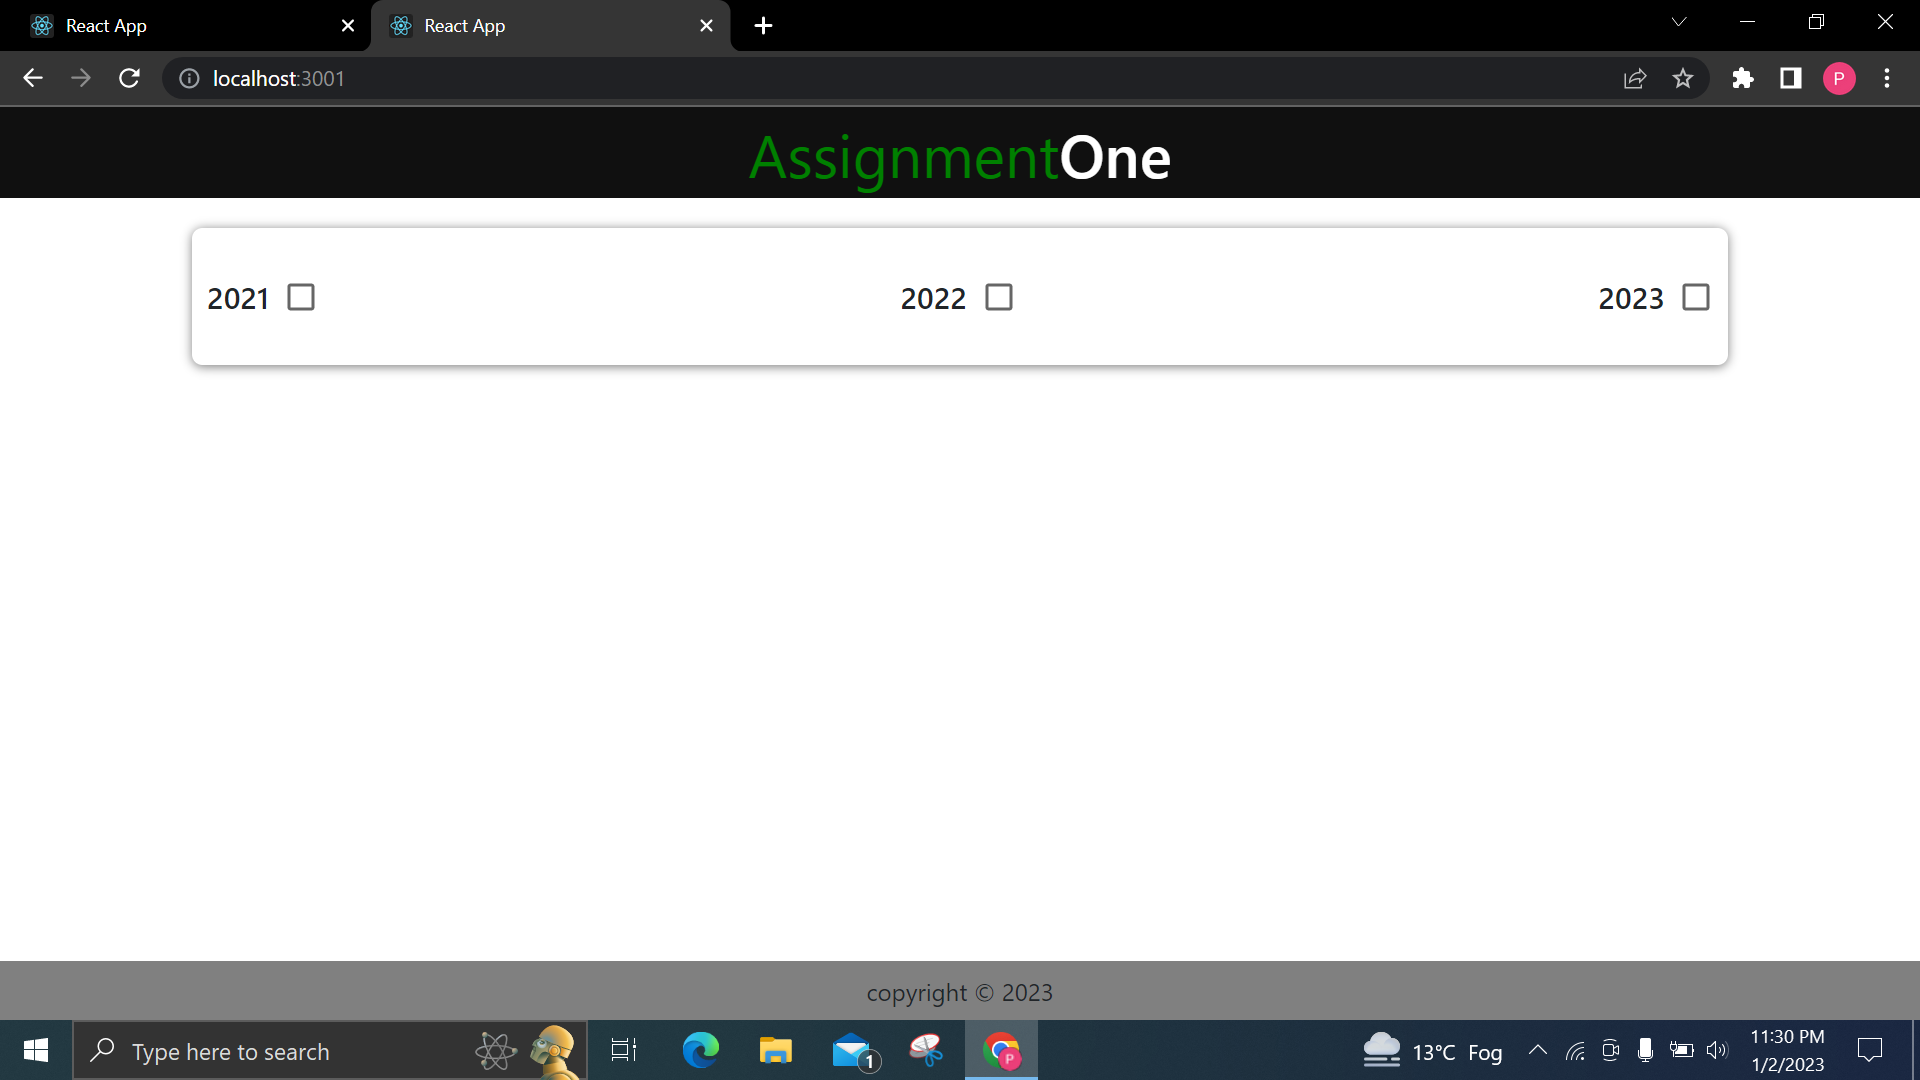 React App
React App
localhost:3001
P
AssignmentOne
2021
2022
2023
copyright © 2023
Type here to search
1
P
13°C Fog
11:30 PM
1/2/2023